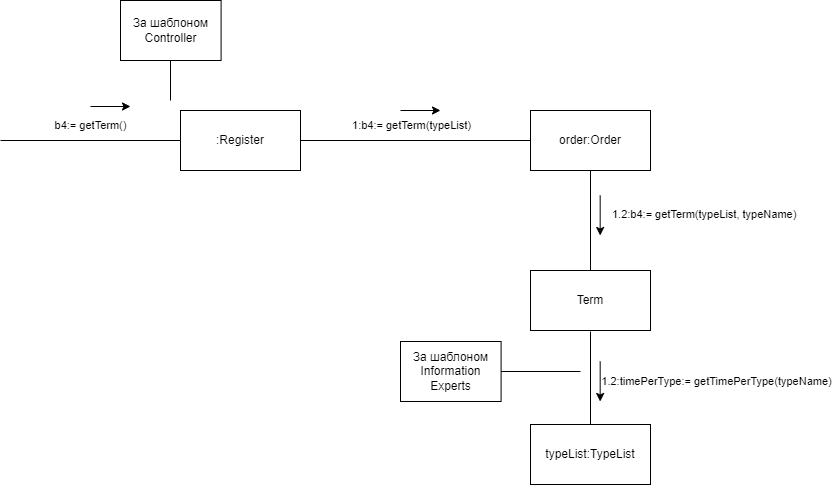 За шаблоном
Controller
b4:= getTerm()
1:b4:= getTerm(typeList)
:Register
order:Order
1.2:b4:= getTerm(typeList, typeName)
Term
За шаблоном
Information
Experts
1.2:timePerType:= getTimePerType(typeName)
typeList:TypeList